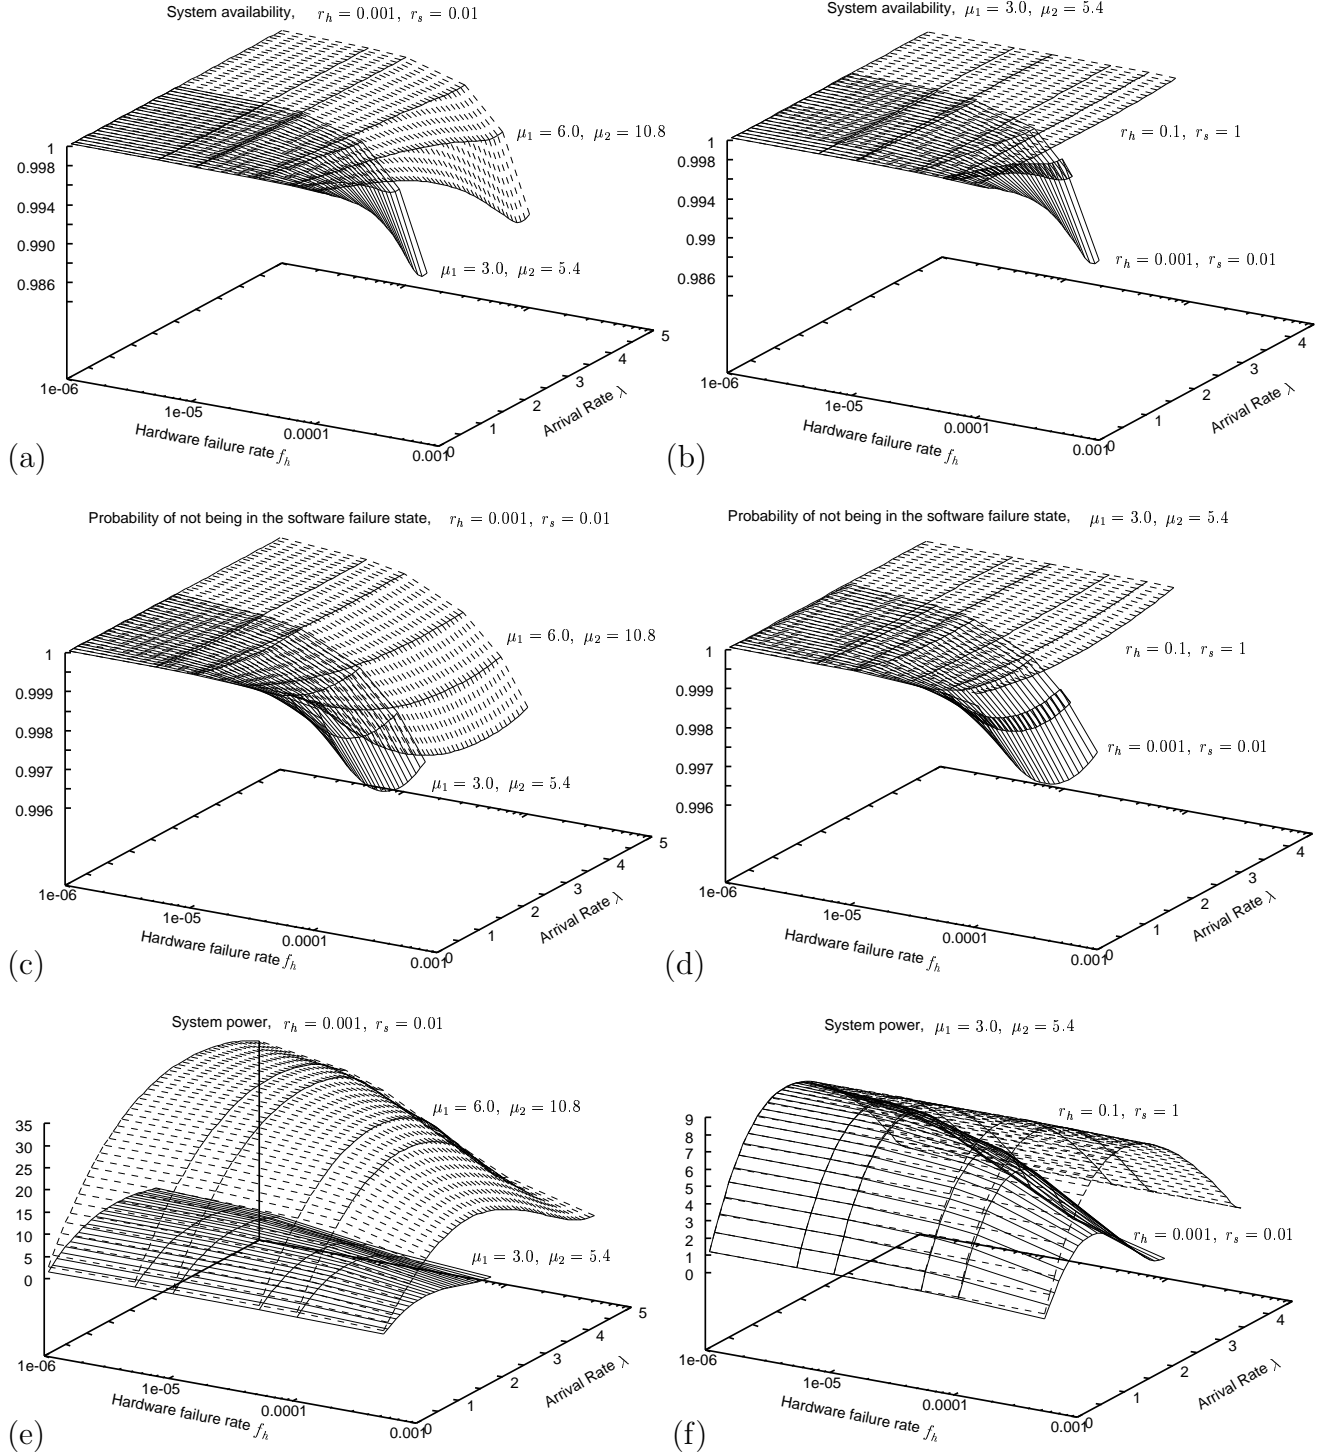 System availability, r_h = 0.001, r_s = 0.01
1
0.998
0.994
0.990
0.986
μ_1 = 6.0, μ_2 = 10.8
μ_1 = 3.0, μ_2 = 5.4
1e-06
1e-05
0.0001
0.001
Hardware failure rate f_h
0
1
2
3
4
5
Arrival Rate λ
(a)
System availability, μ_1 = 3.0, μ_2 = 5.4
1
0.998
0.994
0.99
0.986
r_h = 0.1, r_s = 1
r_h = 0.001, r_s = 0.01
1e-06
1e-05
0.0001
0.001
Hardware failure rate f_h
0
1
2
3
4
Arrival Rate λ
(b)
Probability of not being in the software failure state, r_h = 0.001, r_s = 0.01
1
0.999
0.998
0.997
0.996
μ_1 = 6.0, μ_2 = 10.8
μ_1 = 3.0, μ_2 = 5.4
1e-06
1e-05
0.0001
0.001
Hardware failure rate f_h
0
1
2
3
4
5
Arrival Rate λ
(c)
Probability of not being in the software failure state, μ_1 = 3.0, μ_2 = 5.4
1
0.999
0.998
0.997
0.996
r_h = 0.1, r_s = 1
r_h = 0.001, r_s = 0.01
1e-06
1e-05
0.0001
0.001
Hardware failure rate f_h
0
1
2
3
4
Arrival Rate λ
(d)
System power, r_h = 0.001, r_s = 0.01
35
30
25
20
15
10
5
0
μ_1 = 6.0, μ_2 = 10.8
μ_1 = 3.0, μ_2 = 5.4
1e-06
1e-05
0.0001
0.001
Hardware failure rate f_h
0
1
2
3
4
5
Arrival Rate λ
(e)
System power, μ_1 = 3.0, μ_2 = 5.4
9
8
7
6
5
4
3
2
1
0
r_h = 0.1, r_s = 1
r_h = 0.001, r_s = 0.01
1e-06
1e-05
0.0001
0.001
Hardware failure rate f_h
0
1
2
3
4
Arrival Rate λ
(f)